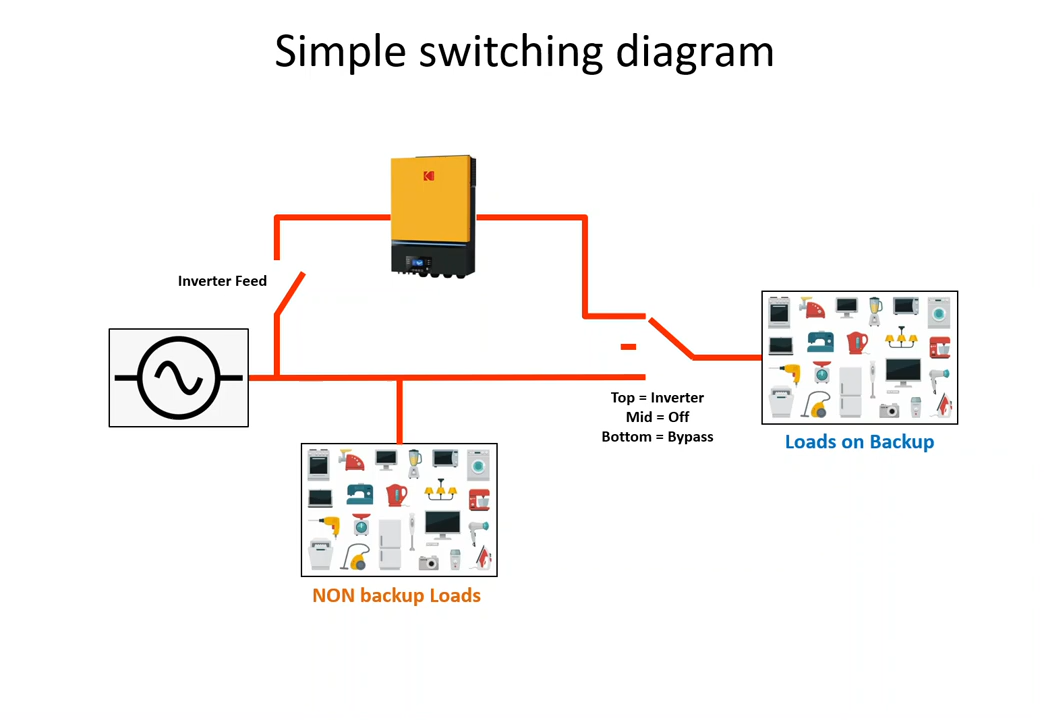 Simple switching diagram
Inverter Feed
Top = Inverter
Mid = Off
Bottom = Bypass
Loads on Backup
NON backup Loads